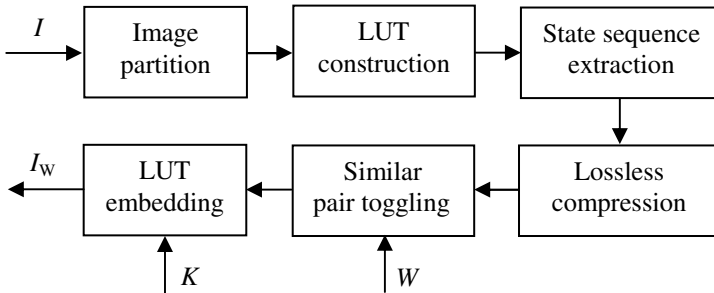 I
Image
partition
LUT
construction
State sequence
extraction
I_W
LUT
embedding
Similar
pair toggling
Lossless
compression
K
W